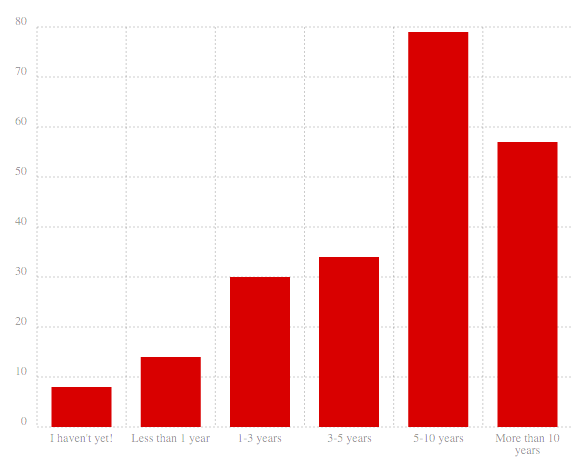 80
70
60
50
40
30
20
10
0
I haven't yet!
Less than 1 year
1-3 years
3-5 years
5-10 years
More than 10
years